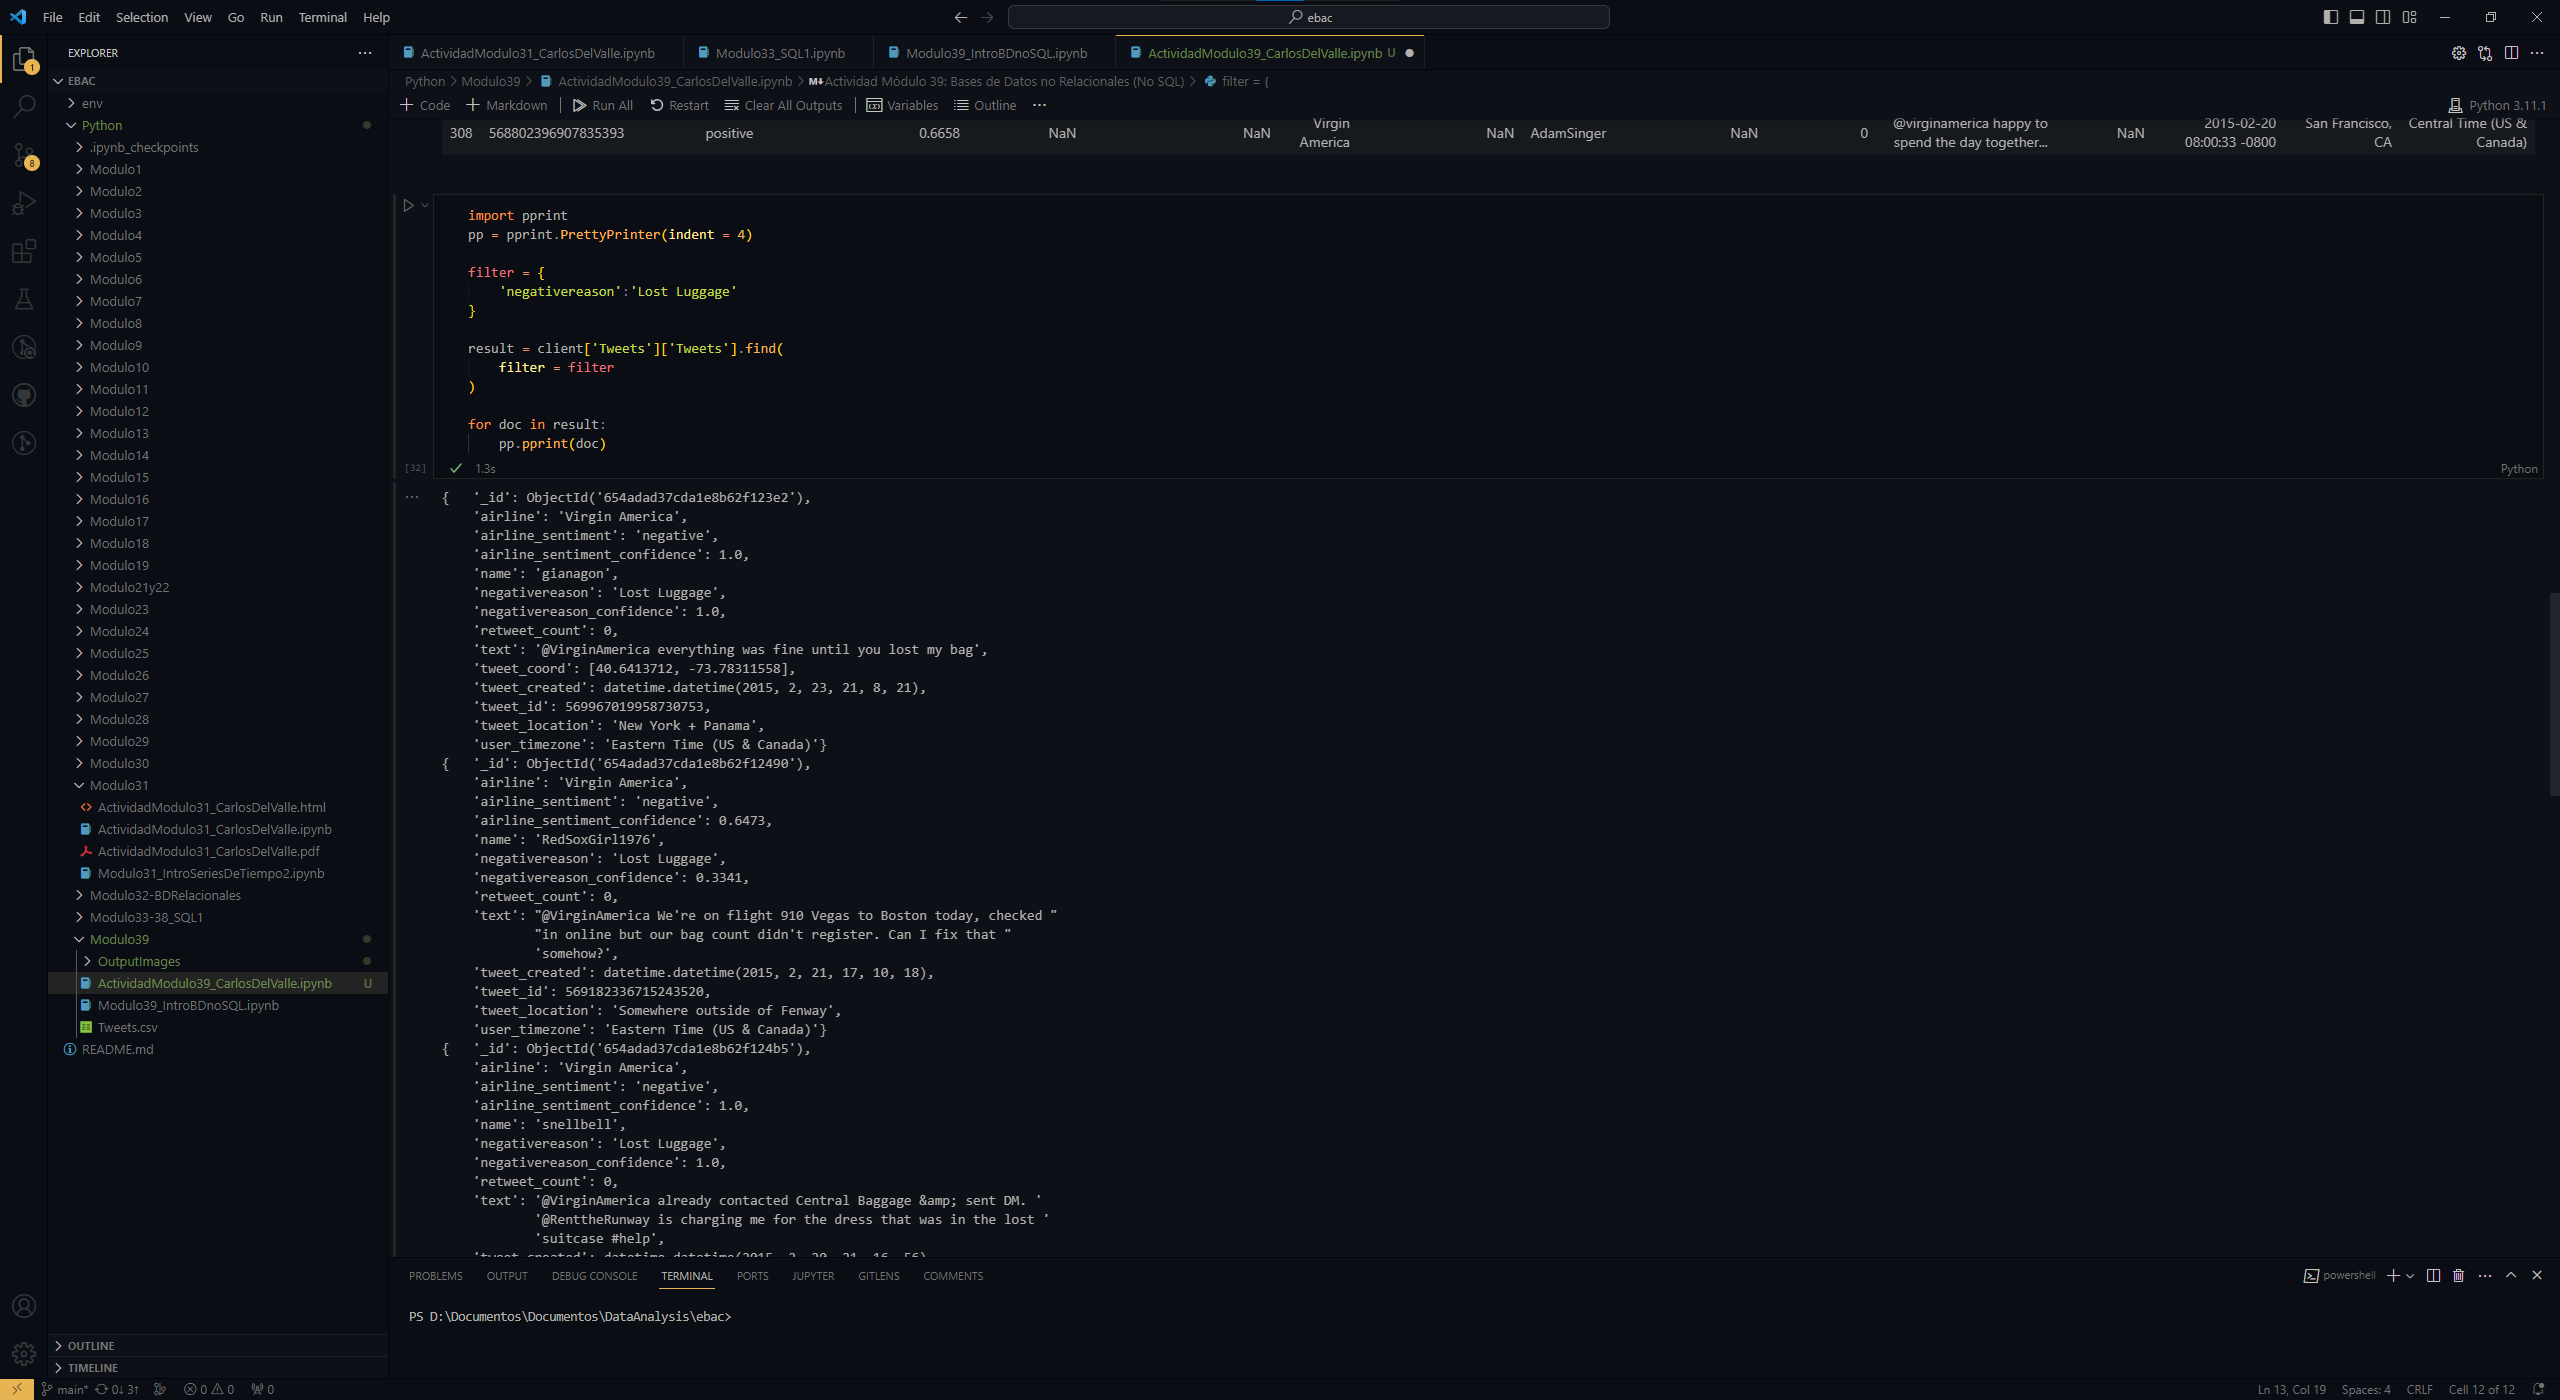 File Edit Selection View Go Run Terminal Help
ebac
EXPLORER
EBAC
env
Python
.ipynb_checkpoints
Modulo1
Modulo2
Modulo3
Modulo4
Modulo5
Modulo6
Modulo7
Modulo8
Modulo9
Modulo10
Modulo11
Modulo12
Modulo13
Modulo14
Modulo15
Modulo16
Modulo17
Modulo18
Modulo19
Modulo21y22
Modulo23
Modulo24
Modulo25
Modulo26
Modulo27
Modulo28
Modulo29
Modulo30
Modulo31
ActividadModulo31_CarlosDelValle.html
ActividadModulo31_CarlosDelValle.ipynb
ActividadModulo31_CarlosDelValle.pdf
Modulo31_IntroSeriesDeTiempo2.ipynb
Modulo32-BDRelacionales
Modulo33-38_SQL1
Modulo39
OutputImages
ActividadModulo39_CarlosDelValle.ipynb U
Modulo39_IntroBDnoSQL.ipynb
Tweets.csv
README.md
OUTLINE
TIMELINE
1
8
ActividadModulo31_CarlosDelValle.ipynb Modulo33_SQL1.ipynb Modulo39_IntroBDnoSQL.ipynb ActividadModulo39_CarlosDelValle.ipynb U
Python > Modulo39 > ActividadModulo39_CarlosDelValle.ipynb > M↓Actividad Módulo 39: Bases de Datos no Relacionales (No SQL) > filter = {
+ Code + Markdown | Run All Restart Clear All Outputs | Variables Outline ... Python 3.11.1
308 568802396907835393 positive 0.6658 NaN NaN Virgin America NaN AdamSinger NaN 0 @virginamerica happy to spend the day together... NaN 2015-02-20 08:00:33 -0800 San Francisco, CA Central Time (US & Canada)
import pprint
pp = pprint.PrettyPrinter(indent = 4)
filter = {
'negativereason':'Lost Luggage'
}
result = client['Tweets']['Tweets'].find(
filter = filter
)
for doc in result:
pp.pprint(doc)
[32] 1.3s Python
{ '_id': ObjectId('654adad37cda1e8b62f123e2'),
'airline': 'Virgin America',
'airline_sentiment': 'negative',
'airline_sentiment_confidence': 1.0,
'name': 'gianagon',
'negativereason': 'Lost Luggage',
'negativereason_confidence': 1.0,
'retweet_count': 0,
'text': '@VirginAmerica everything was fine until you lost my bag',
'tweet_coord': [40.6413712, -73.78311558],
'tweet_created': datetime.datetime(2015, 2, 23, 21, 8, 21),
'tweet_id': 569967019958730753,
'tweet_location': 'New York + Panama',
'user_timezone': 'Eastern Time (US & Canada)'}
{ '_id': ObjectId('654adad37cda1e8b62f12490'),
'airline': 'Virgin America',
'airline_sentiment': 'negative',
'airline_sentiment_confidence': 0.6473,
'name': 'RedSoxGirl1976',
'negativereason': 'Lost Luggage',
'negativereason_confidence': 0.3341,
'retweet_count': 0,
'text': "@VirginAmerica We're on flight 910 Vegas to Boston today, checked "
"in online but our bag count didn't register. Can I fix that "
'somehow?',
'tweet_created': datetime.datetime(2015, 2, 21, 17, 10, 18),
'tweet_id': 569182336715243520,
'tweet_location': 'Somewhere outside of Fenway',
'user_timezone': 'Eastern Time (US & Canada)'}
{ '_id': ObjectId('654adad37cda1e8b62f124b5'),
'airline': 'Virgin America',
'airline_sentiment': 'negative',
'airline_sentiment_confidence': 1.0,
'name': 'snellbell',
'negativereason': 'Lost Luggage',
'negativereason_confidence': 1.0,
'retweet_count': 0,
'text': '@VirginAmerica already contacted Central Baggage &amp; sent DM. '
'@RenttheRunway is charging me for the dress that was in the lost '
'suitcase #help',
'tweet_created': datetime.datetime(2015, 2, 20, 21, 16, 56),
PROBLEMS OUTPUT DEBUG CONSOLE TERMINAL PORTS JUPYTER GITLENS COMMENTS powershell
PS D:\Documentos\Documentos\DataAnalysis\ebac>
main* 0↓ 3↑ 0 0 0 Ln 13, Col 19 Spaces: 4 CRLF Cell 12 of 12